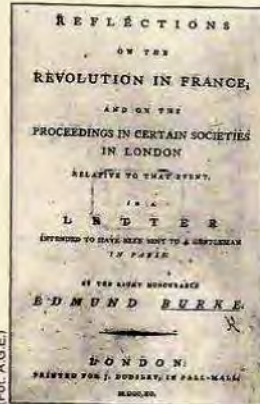 REFLECTIONS
ON THE
REVOLUTION IN FRANCE,
AND ON THE
PROCEEDINGS IN CERTAIN SOCIETIES
IN LONDON
RELATIVE TO THAT EVENT.
IN A
LETTER
INTENDED TO HAVE BEEN SENT TO A GENTLEMAN
IN PARIS.
BY THE RIGHT HONOURABLE
EDMUND BURKE.
LONDON:
PRINTED FOR J. DODSLEY, IN PALL-MALL.
M.DCC.XC.
(Fot. A.G.E.)